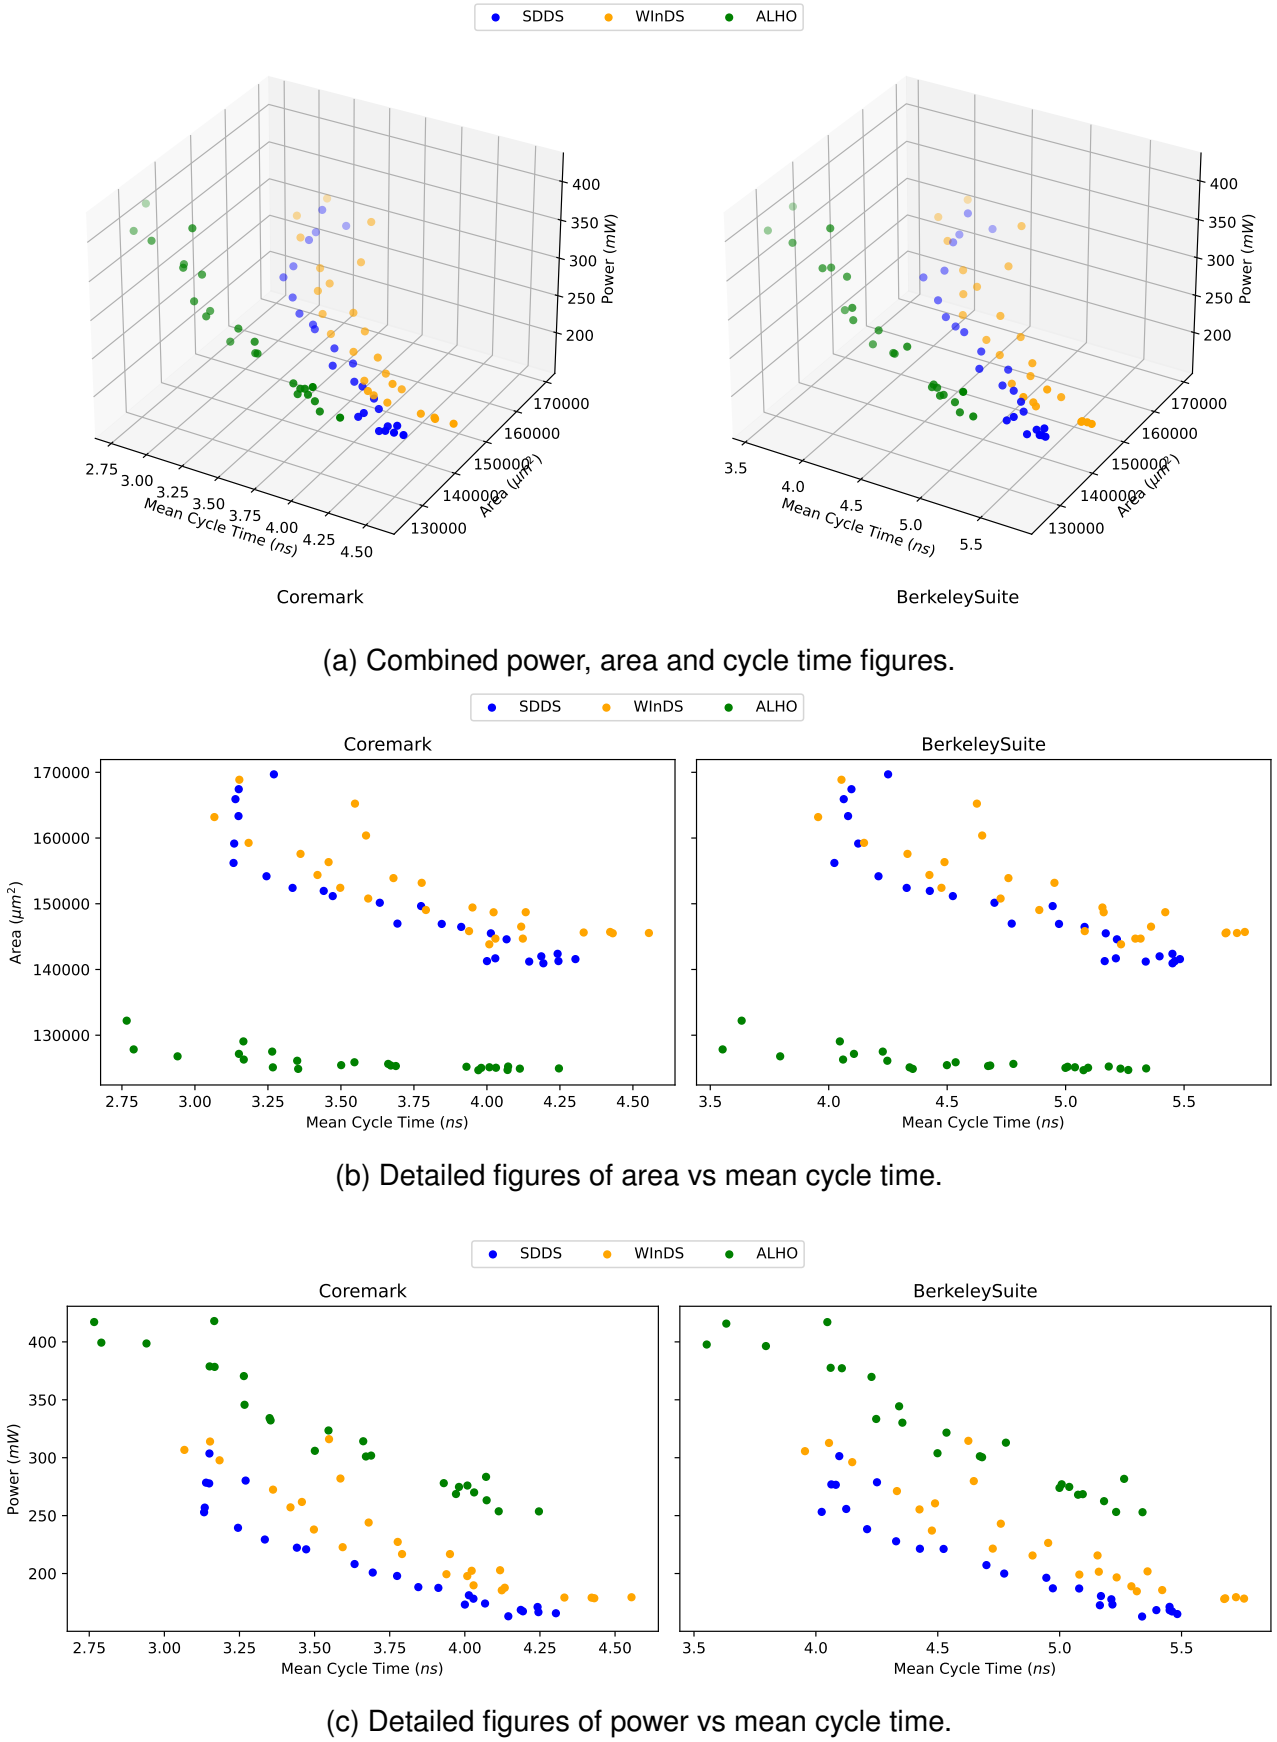 SDDS WInDS ALHO
400
350
300
250
200
Power (mW)
170000
160000
150000
140000
130000
Area (μm²)
2.75 3.00 3.25 3.50 3.75 4.00 4.25 4.50
Mean Cycle Time (ns)
Coremark
400
350
300
250
200
Power (mW)
170000
160000
150000
140000
130000
Area (μm²)
3.5 4.0 4.5 5.0 5.5
Mean Cycle Time (ns)
BerkeleySuite
(a) Combined power, area and cycle time figures.
SDDS WInDS ALHO
Coremark BerkeleySuite
170000
160000
150000
140000
130000
Area (μm²)
2.75 3.00 3.25 3.50 3.75 4.00 4.25 4.50 3.5 4.0 4.5 5.0 5.5
Mean Cycle Time (ns) Mean Cycle Time (ns)
(b) Detailed figures of area vs mean cycle time.
SDDS WInDS ALHO
Coremark BerkeleySuite
400
350
300
250
200
Power (mW)
2.75 3.00 3.25 3.50 3.75 4.00 4.25 4.50 3.5 4.0 4.5 5.0 5.5
Mean Cycle Time (ns) Mean Cycle Time (ns)
(c) Detailed figures of power vs mean cycle time.